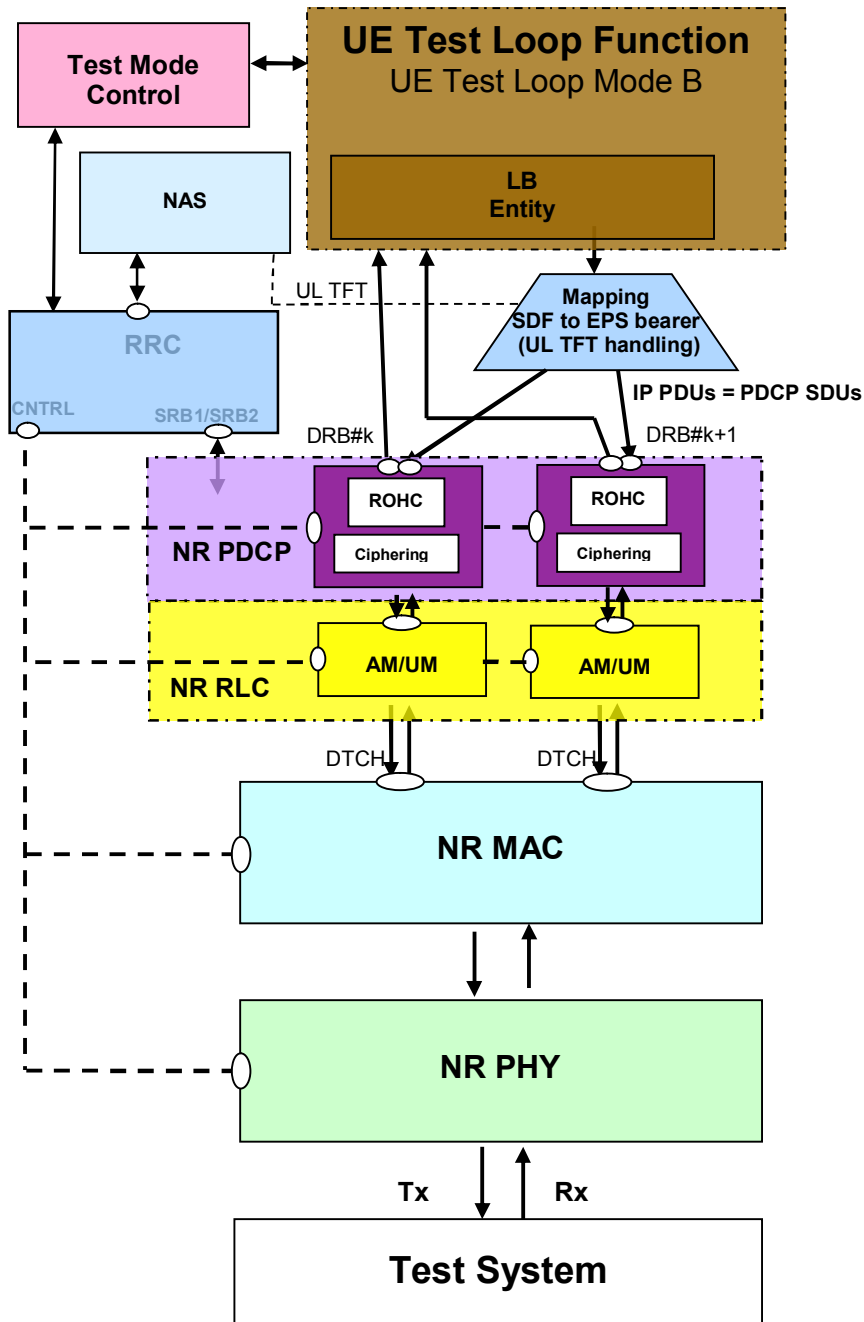 UE Test Loop Function
UE Test Loop Mode B
Test Mode
Control
LB
Entity
NAS
UL TFT
Mapping
SDF to EPS bearer
(UL TFT handling)
RRC
CNTRL
SRB1/SRB2
IP PDUs = PDCP SDUs
DRB#k
DRB#k+1
ROHC
ROHC
NR PDCP
Ciphering
Ciphering
AM/UM
AM/UM
NR RLC
DTCH
DTCH
NR MAC
NR PHY
Tx
Rx
Test System